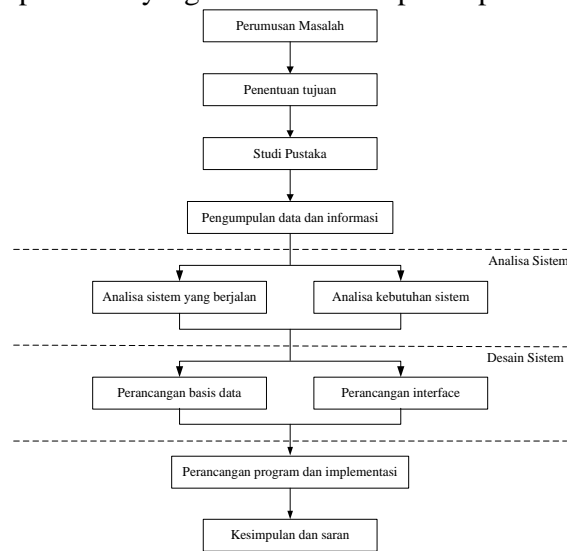 Perumusan Masalah
Penentuan tujuan
Studi Pustaka
Pengumpulan data dan informasi
Analisa Sistem
Analisa sistem yang berjalan
Analisa kebutuhan sistem
Desain Sistem
Perancangan basis data
Perancangan interface
Perancangan program dan implementasi
Kesimpulan dan saran